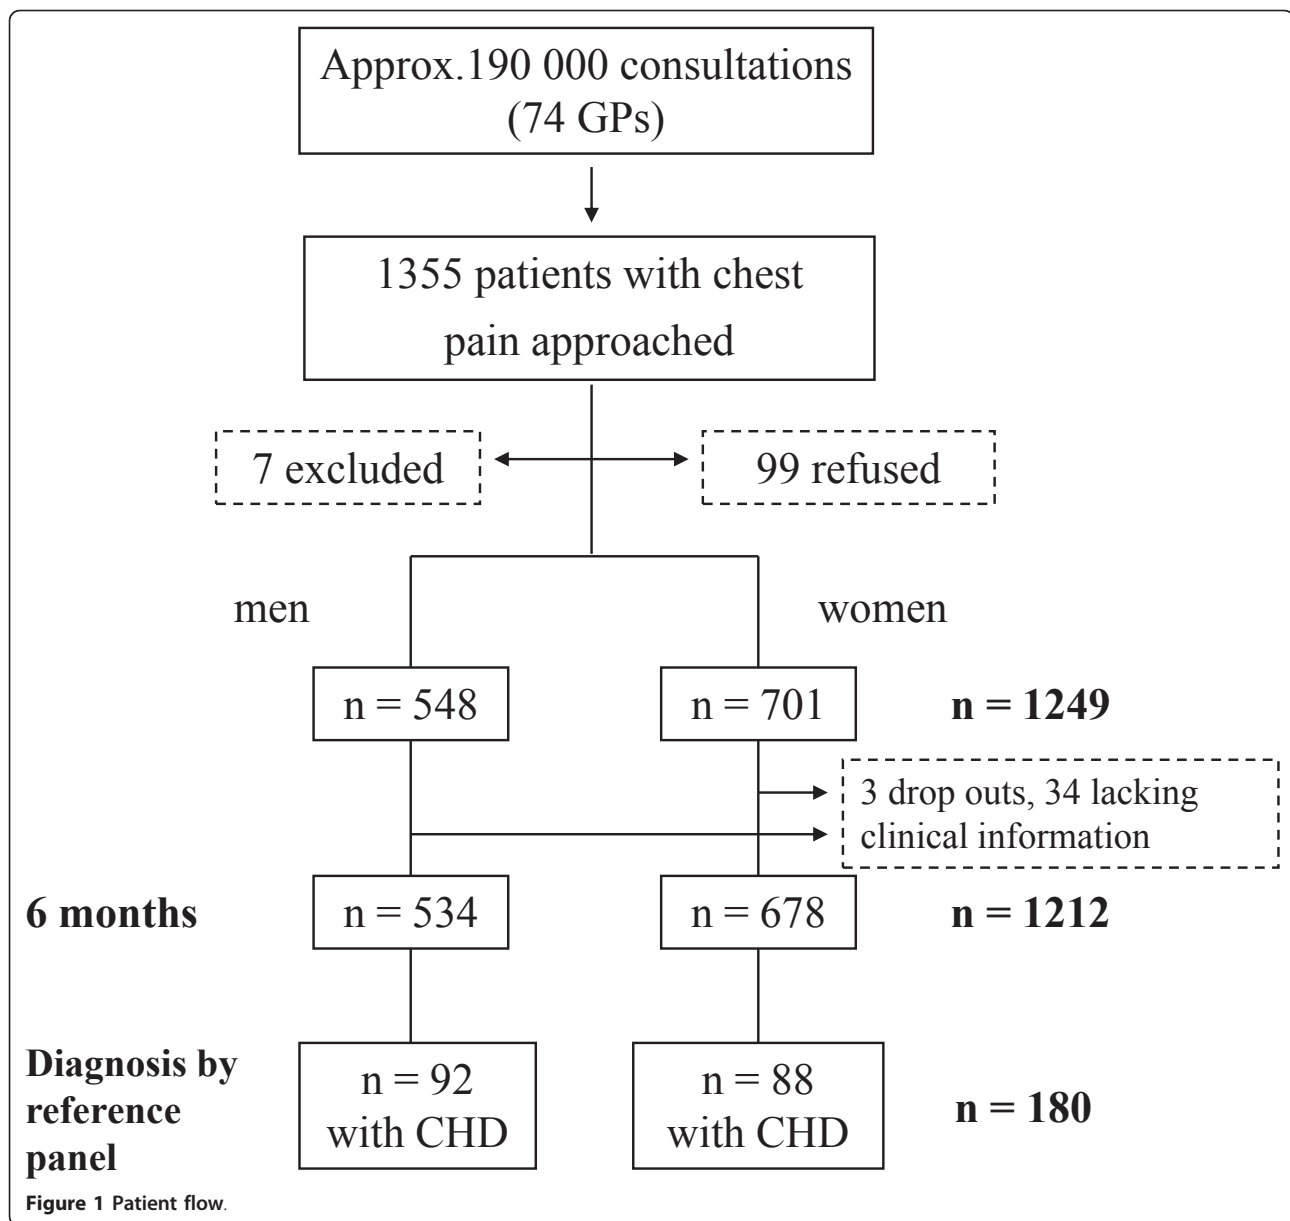 Approx.190 000 consultations
(74 GPs)
1355 patients with chest
pain approached
7 excluded
99 refused
men
women
n = 548
n = 701
n = 1249
3 drop outs, 34 lacking
clinical information
6 months
n = 534
n = 678
n = 1212
Diagnosis by
reference
panel
n = 92
with CHD
n = 88
with CHD
n = 180
Figure 1 Patient flow.